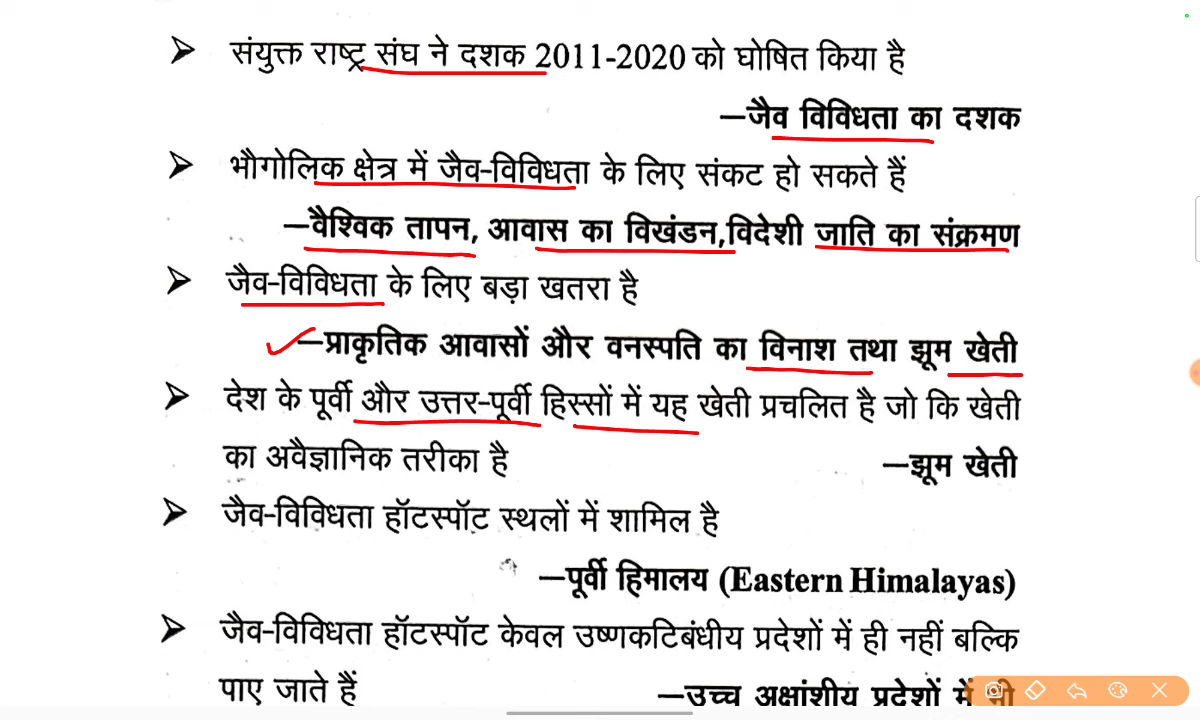 ➤ संयुक्त राष्ट्र संघ ने दशक 2011-2020 को घोषित किया है
—जैव विविधता का दशक
➤ भौगोलिक क्षेत्र में जैव-विविधता के लिए संकट हो सकते हैं
—वैश्विक तापन, आवास का विखंडन,विदेशी जाति का संक्रमण
➤ जैव-विविधता के लिए बड़ा खतरा है
—प्राकृतिक आवासों और वनस्पति का विनाश तथा झूम खेती
➤ देश के पूर्वी और उत्तर-पूर्वी हिस्सों में यह खेती प्रचलित है जो कि खेती
का अवैज्ञानिक तरीका है —झूम खेती
➤ जैव-विविधता हॉटस्पॉट स्थलों में शामिल है
—पूर्वी हिमालय (Eastern Himalayas)
➤ जैव-विविधता हॉटस्पॉट केवल उष्णकटिबंधीय प्रदेशों में ही नहीं बल्कि
पाए जाते हैं —उच्च अक्षांशीय प्रदेशों में भी